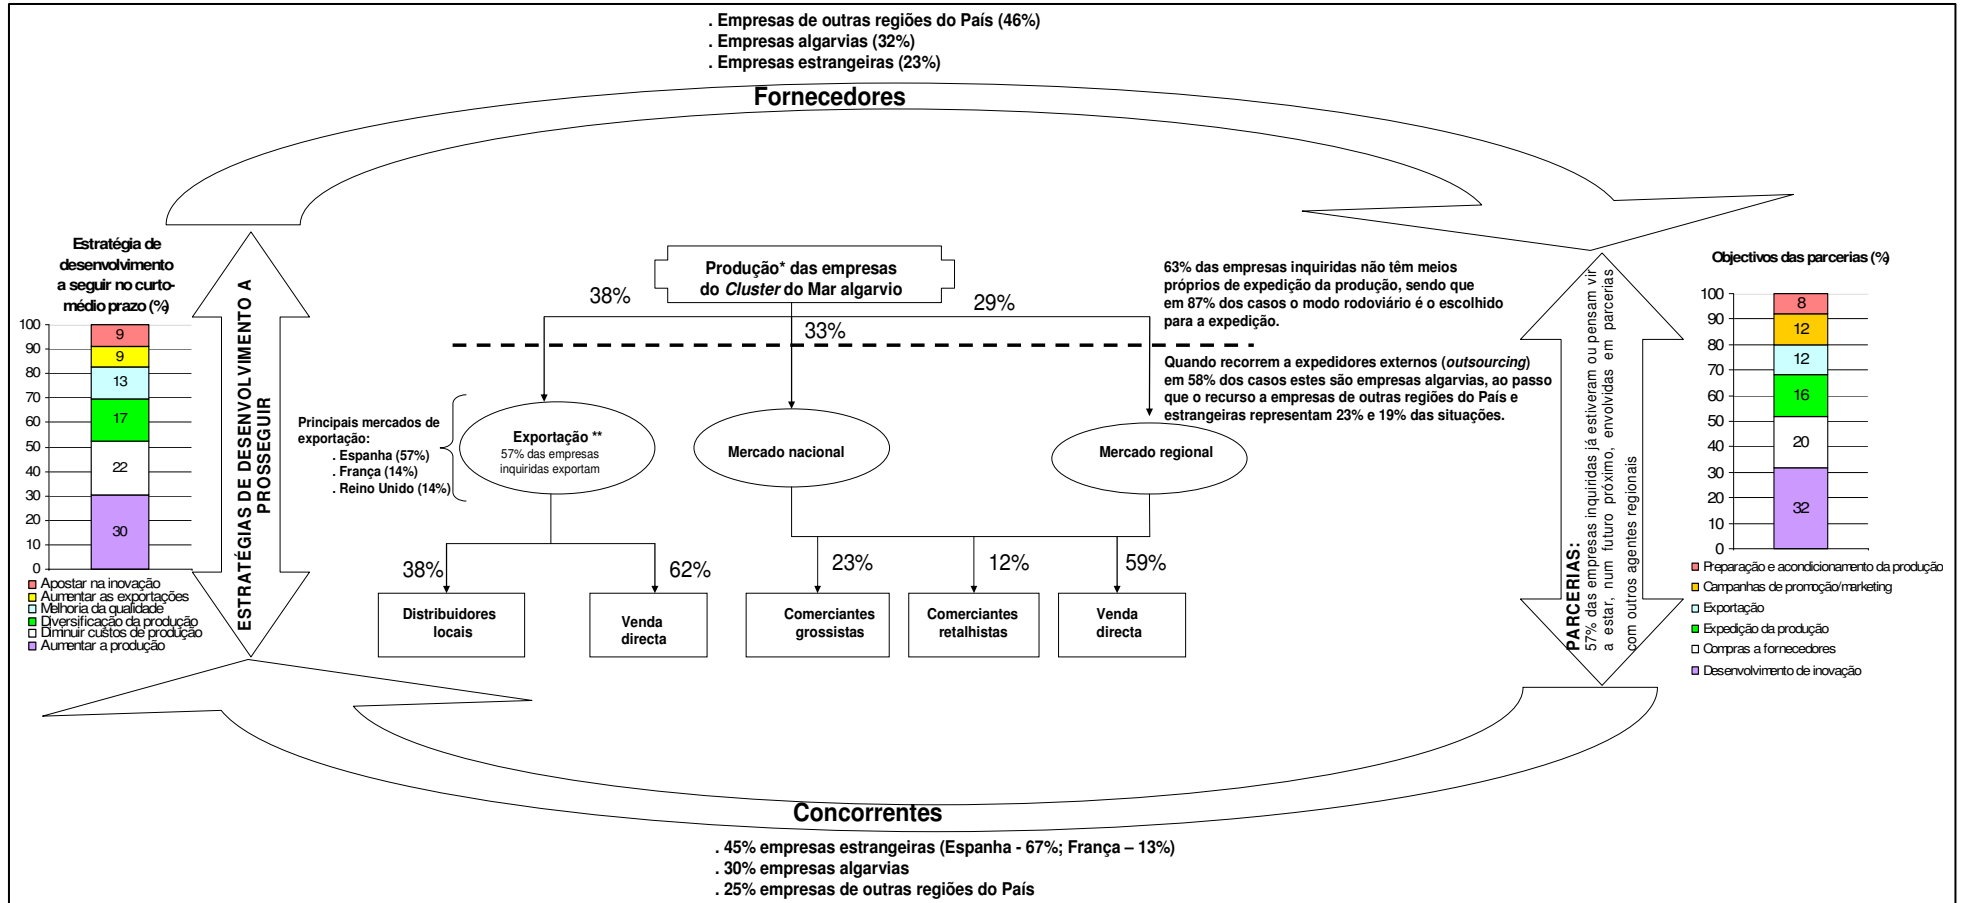 . Empresas de outras regiões do País (46%)
. Empresas algarvias (32%)
. Empresas estrangeiras (23%)
Fornecedores
Estratégia de
desenvolvimento
a seguir no curto-
médio prazo (%)
100
90
80
70
60
50
40
30
20
10
0
9
9
13
17
22
30
Apostar na inovação
Aumentar as exportações
Melhoria da qualidade
Diversificação da produção
Diminuir custos de produção
Aumentar a produção
ESTRATÉGIAS DE DESENVOLVIMENTO A
PROSSEGUIR
Produção* das empresas
do Cluster do Mar algarvio
38%
33%
29%
63% das empresas inquiridas não têm meios
próprios de expedição da produção, sendo que
em 87% dos casos o modo rodoviário é o escolhido
para a expedição.
Quando recorrem a expedidores externos (outsourcing)
em 58% dos casos estes são empresas algarvias, ao passo
que o recurso a empresas de outras regiões do País e
estrangeiras representam 23% e 19% das situações.
Principais mercados de
exportação:
. Espanha (57%)
. França (14%)
. Reino Unido (14%)
Exportação **
57% das empresas
inquiridas exportam
Mercado nacional
Mercado regional
38%
62%
23%
12%
59%
Distribuidores
locais
Venda
directa
Comerciantes
grossistas
Comerciantes
retalhistas
Venda
directa
PARCERIAS:
57% das empresas inquiridas já estiveram ou pensam vir
a estar, num futuro próximo, envolvidas em parcerias
com outros agentes regionais
Objectivos das parcerias (%)
100
90
80
70
60
50
40
30
20
10
0
8
12
12
16
20
32
Preparação e acondicionamento da produção
Campanhas de promoção/marketing
Exportação
Expedição da produção
Compras a fornecedores
Desenvolvimento de inovação
Concorrentes
. 45% empresas estrangeiras (Espanha - 67%; França – 13%)
. 30% empresas algarvias
. 25% empresas de outras regiões do País